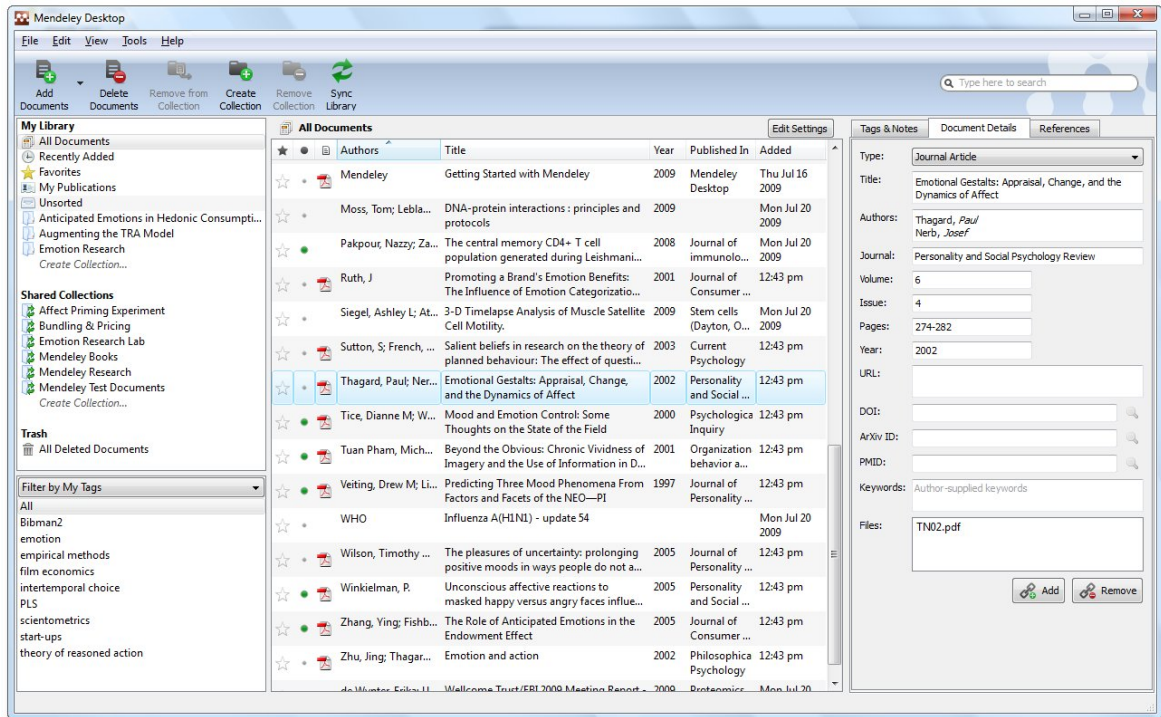 Mendeley Desktop
File Edit View Tools Help
Add Documents
Delete Documents
Remove from Collection
Create Collection
Remove Collection
Sync Library
Type here to search
My Library
All Documents
Recently Added
Favorites
My Publications
Unsorted
Anticipated Emotions in Hedonic Consumpti...
Augmenting the TRA Model
Emotion Research
Create Collection...
Shared Collections
Affect Priming Experiment
Bundling & Pricing
Emotion Research Lab
Mendeley Books
Mendeley Research
Mendeley Test Documents
Create Collection...
Trash
All Deleted Documents
Filter by My Tags
All
Bibman2
emotion
empirical methods
film economics
intertemporal choice
PLS
scientometrics
start-ups
theory of reasoned action
All Documents Edit Settings
Authors Title Year Published In Added
Mendeley Getting Started with Mendeley 2009 Mendeley Thu Jul 16
Desktop 2009
Moss, Tom; Lebla... DNA-protein interactions : principles and 2009 Mon Jul 20
protocols 2009
Pakpour, Nazzy; Za... The central memory CD4+ T cell 2008 Journal of Mon Jul 20
population generated during Leishmani... immunolo... 2009
Ruth, J Promoting a Brand's Emotion Benefits: 2001 Journal of 12:43 pm
The Influence of Emotion Categorizatio... Consumer ...
Siegel, Ashley L; At... 3-D Timelapse Analysis of Muscle Satellite 2009 Stem cells Mon Jul 20
Cell Motility. (Dayton, O... 2009
Sutton, S; French, ... Salient beliefs in research on the theory of 2003 Current 12:43 pm
planned behaviour: The effect of questi... Psychology
Thagard, Paul; Ner... Emotional Gestalts: Appraisal, Change, 2002 Personality 12:43 pm
and the Dynamics of Affect and Social ...
Tice, Dianne M; W... Mood and Emotion Control: Some 2000 Psychologica 12:43 pm
Thoughts on the State of the Field Inquiry
Tuan Pham, Mich... Beyond the Obvious: Chronic Vividness of 2001 Organization 12:43 pm
Imagery and the Use of Information in D... behavior a...
Veiting, Drew M; Li... Predicting Three Mood Phenomena From 1997 Journal of 12:43 pm
Factors and Facets of the NEO—PI Personality ...
WHO Influenza A(H1N1) - update 54 Mon Jul 20
2009
Wilson, Timothy ... The pleasures of uncertainty: prolonging 2005 Journal of 12:43 pm
positive moods in ways people do not a... Personality ...
Winkielman, P. Unconscious affective reactions to 2005 Personality 12:43 pm
masked happy versus angry faces influe... and Social ...
Zhang, Ying; Fishb... The Role of Anticipated Emotions in the 2005 Journal of 12:43 pm
Endowment Effect Consumer ...
Zhu, Jing; Thagar... Emotion and action 2002 Philosophica 12:43 pm
Psychology
de Wynter, Erika; U... Wellcome Trust/EBI 2009 Meeting Report - 2009 Proteomics Mon Jul 20
Tags & Notes Document Details References
Type: Journal Article
Title: Emotional Gestalts: Appraisal, Change, and the
Dynamics of Affect
Authors: Thagard, Paul
Nerb, Josef
Journal: Personality and Social Psychology Review
Volume: 6
Issue: 4
Pages: 274-282
Year: 2002
URL:
DOI:
ArXiv ID:
PMID:
Keywords: Author-supplied keywords
Files: TN02.pdf
Add Remove